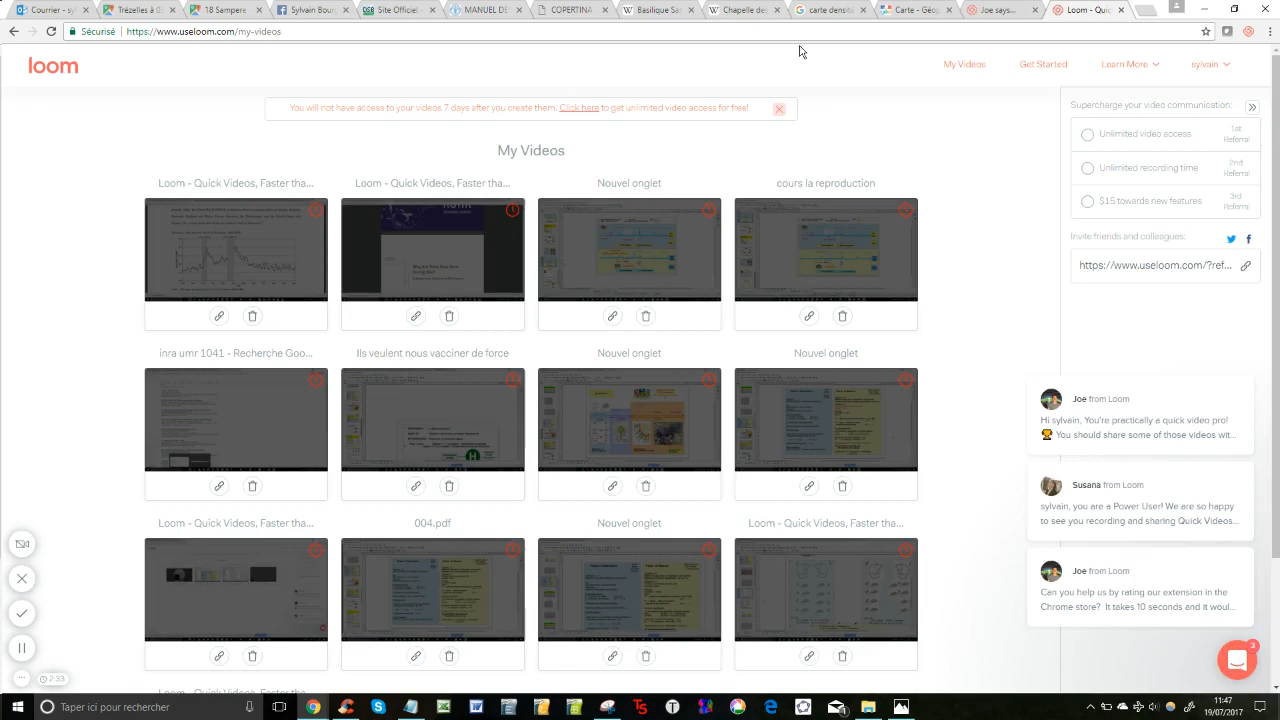 Courrier - s
Trélazé - 
18 Sampere
Sylvain Bour
DSB Site Officiel
MANUEL DE
COPERTINA
Basilique Sa
Chapelle de
carte densi
Carte - Géo
Joe says...
Loom - Quic
Sécurisé
https://www.useloom.com/my-videos
loom
My Videos
Get Started
Learn More
sylvain
You will not have access to your videos 7 days after you create them. Click here to get unlimited video access for free!
My Videos
Loom - Quick Videos, Faster tha...
Loom - Quick Videos, Faster tha...
Nouvel onglet
cours la reproduction
inra umr 1041 - Recherche Goo...
Ils veulent nous vacciner de force
Nouvel onglet
Nouvel onglet
Loom - Quick Videos, Faster tha...
004.pdf
Nouvel onglet
Loom - Quick Videos, Faster tha...
Loom - Quick Videos, Faster tha...
Supercharge your video communication:
Unlimited video access
1st
Referral
Unlimited recording time
2nd
Referral
$15 towards new features
3rd
Referral
Invite friends and colleagues:
https://www.useloom.com/?ref...
Joe from Loom
Hi sylvain, You're practically a quick video pro!
🏆 You should share some of those videos wit...
Susana from Loom
sylvain, you are a Power User! We are so happy
to see you recording and sharing Quick Videos...
Joe from Loom
Can you help us by rating our extension in the
Chrome store? It takes 10 seconds and it woul...
3
2:33
Taper ici pour rechercher
11:47
19/07/2017